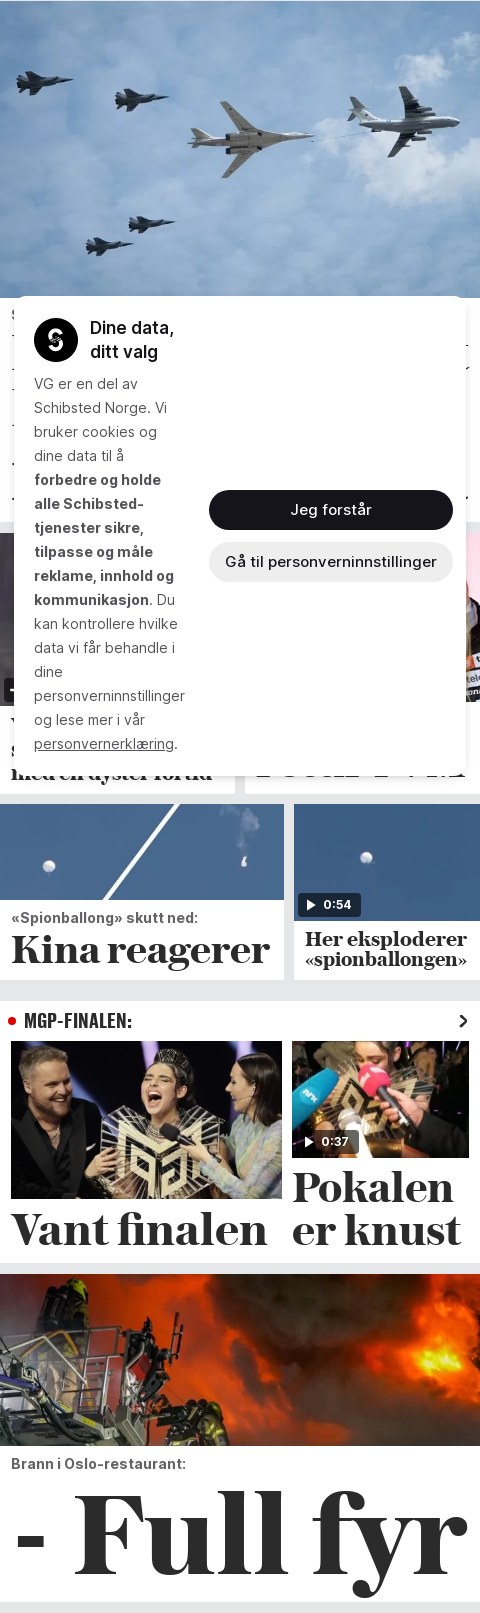 Dine data,
ditt valg
VG er en del av
Schibsted Norge. Vi
bruker cookies og
dine data til å
forbedre og holde
alle Schibsted-
tjenester sikre,
tilpasse og måle
reklame, innhold og
kommunikasjon. Du
kan kontrollere hvilke
data vi får behandle i
dine
personverninnstillinger
og lese mer i vår
personvernerklæring.
Jeg forstår
Gå til personverninnstillinger
med en dyster fortid
«Spionballong» skutt ned:
Kina reagerer
0:54
Her eksploderer
«spionballongen»
MGP-FINALEN:
Vant finalen
0:37
Pokalen
er knust
Brann i Oslo-restaurant:
- Full fyr